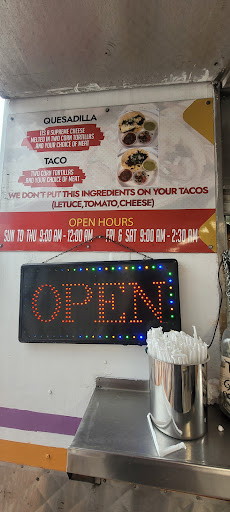 QUESADILLA
IS A SUPREME CHEESE
MELTED IN TWO CORN TORTILLAS
AND YOUR CHOICE OF MEAT
TACO
TWO CORN TORTILLAS
AND YOUR CHOICE OF MEAT
WE DON'T PUT THIS INGREDIENTS ON YOUR TACOS
(LETUCE,TOMATO,CHEESE)
OPEN HOURS
SUN TO THU 9:00 AM - 12:00 AM - FRI & SAT 9:00 AM - 2:30 AM
OPEN